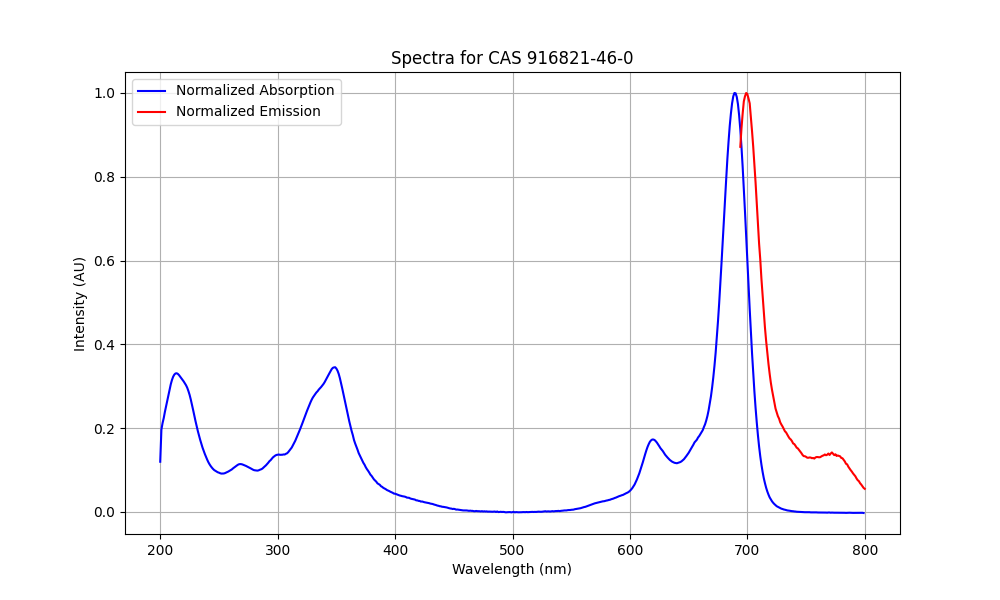 Spectra for CAS 916821-46-0
Normalized Absorption
Normalized Emission
1.0
0.8
0.6
0.4
0.2
0.0
Intensity (AU)
200 300 400 500 600 700 800
Wavelength (nm)